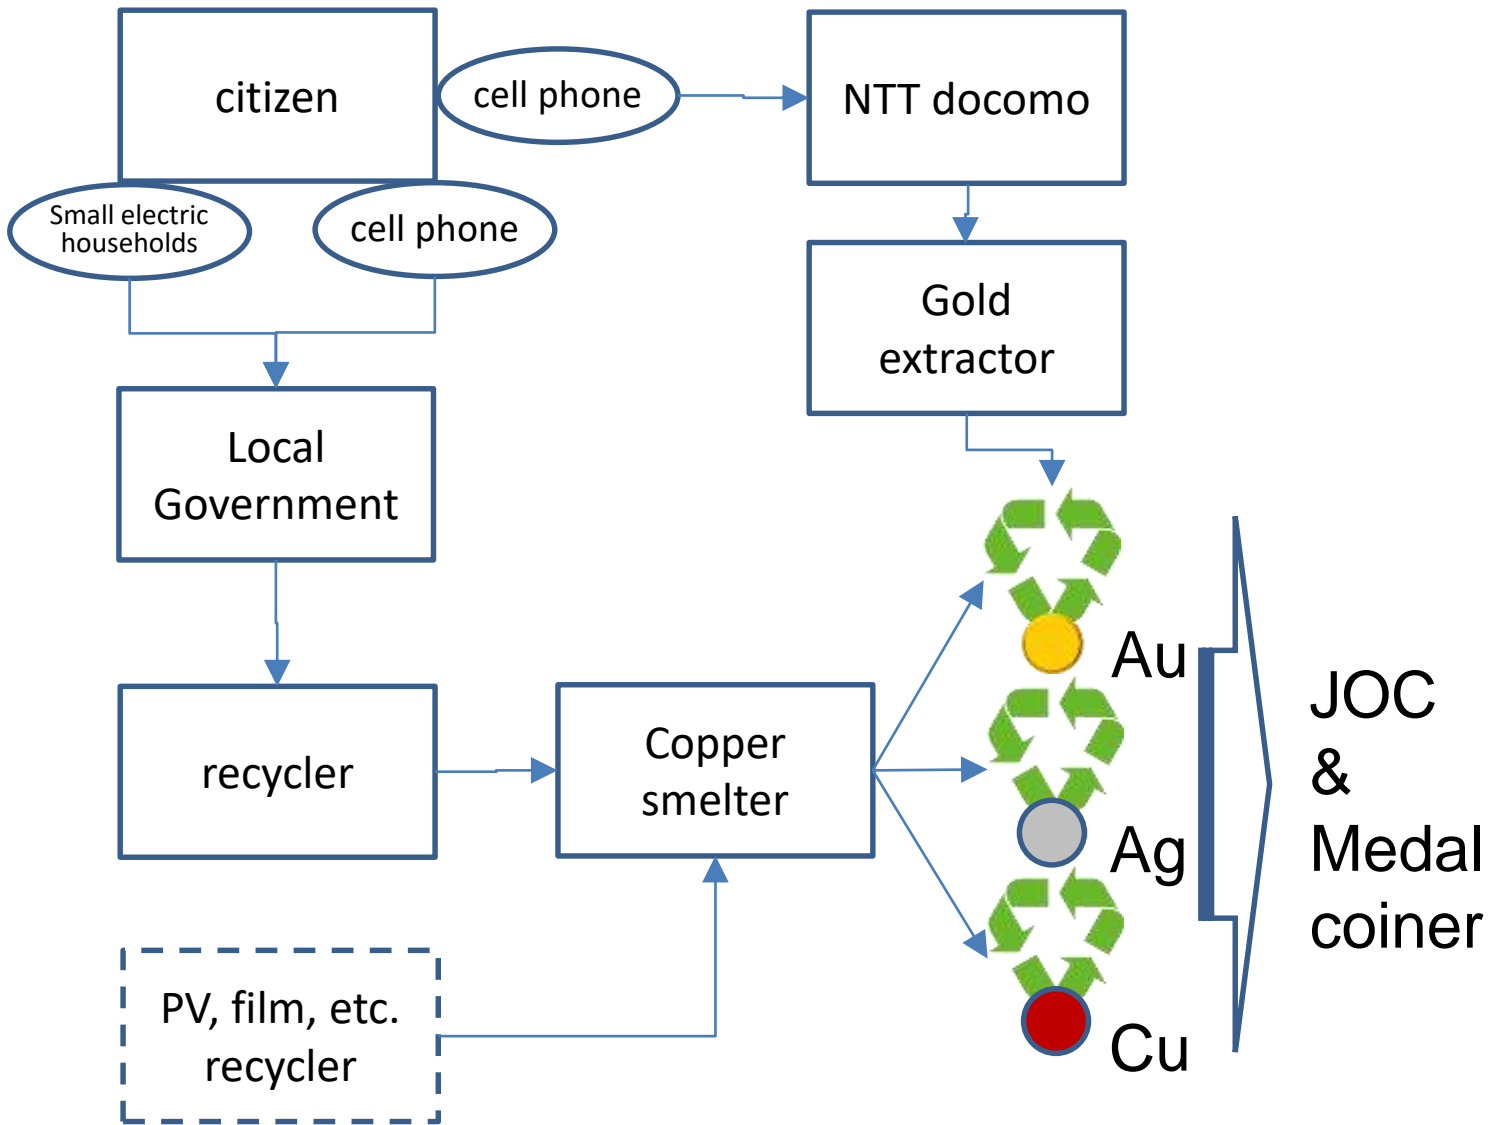 citizen
cell phone
NTT docomo
Small electric
households
cell phone
Gold
extractor
Local
Government
Au
recycler
Copper
smelter
JOC
&
Medal
coiner
Ag
PV, film, etc.
recycler
Cu